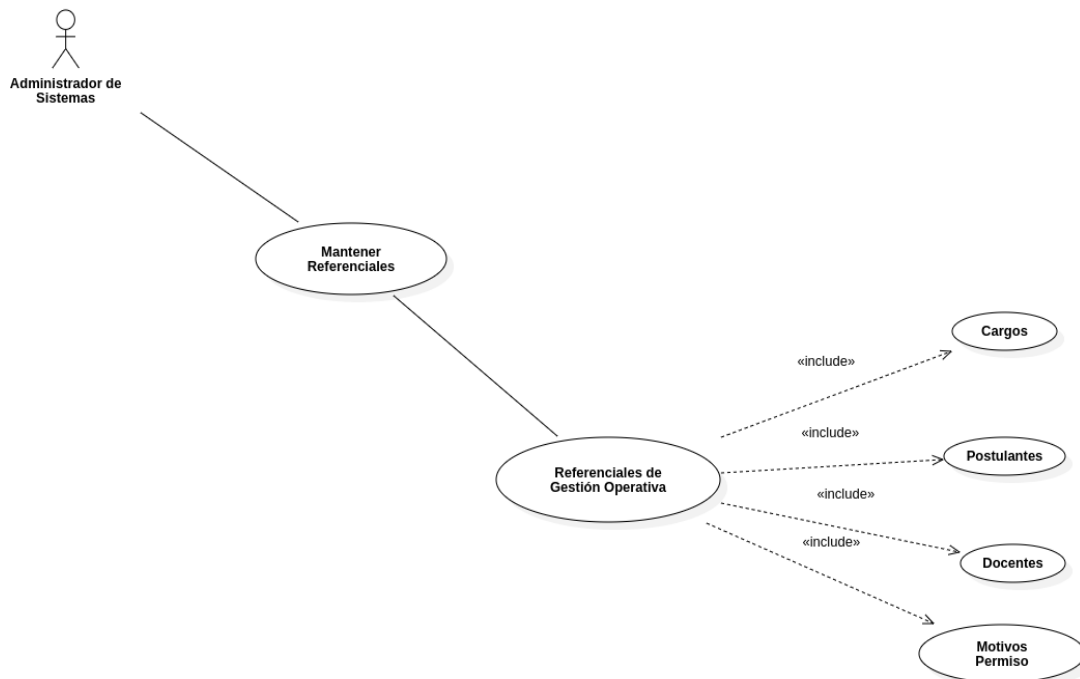 Administrador de
Sistemas
Mantener
Referenciales
Cargos
«include»
«include»
Postulantes
Referenciales de
Gestión Operativa
«include»
«include»
Docentes
Motivos
Permiso